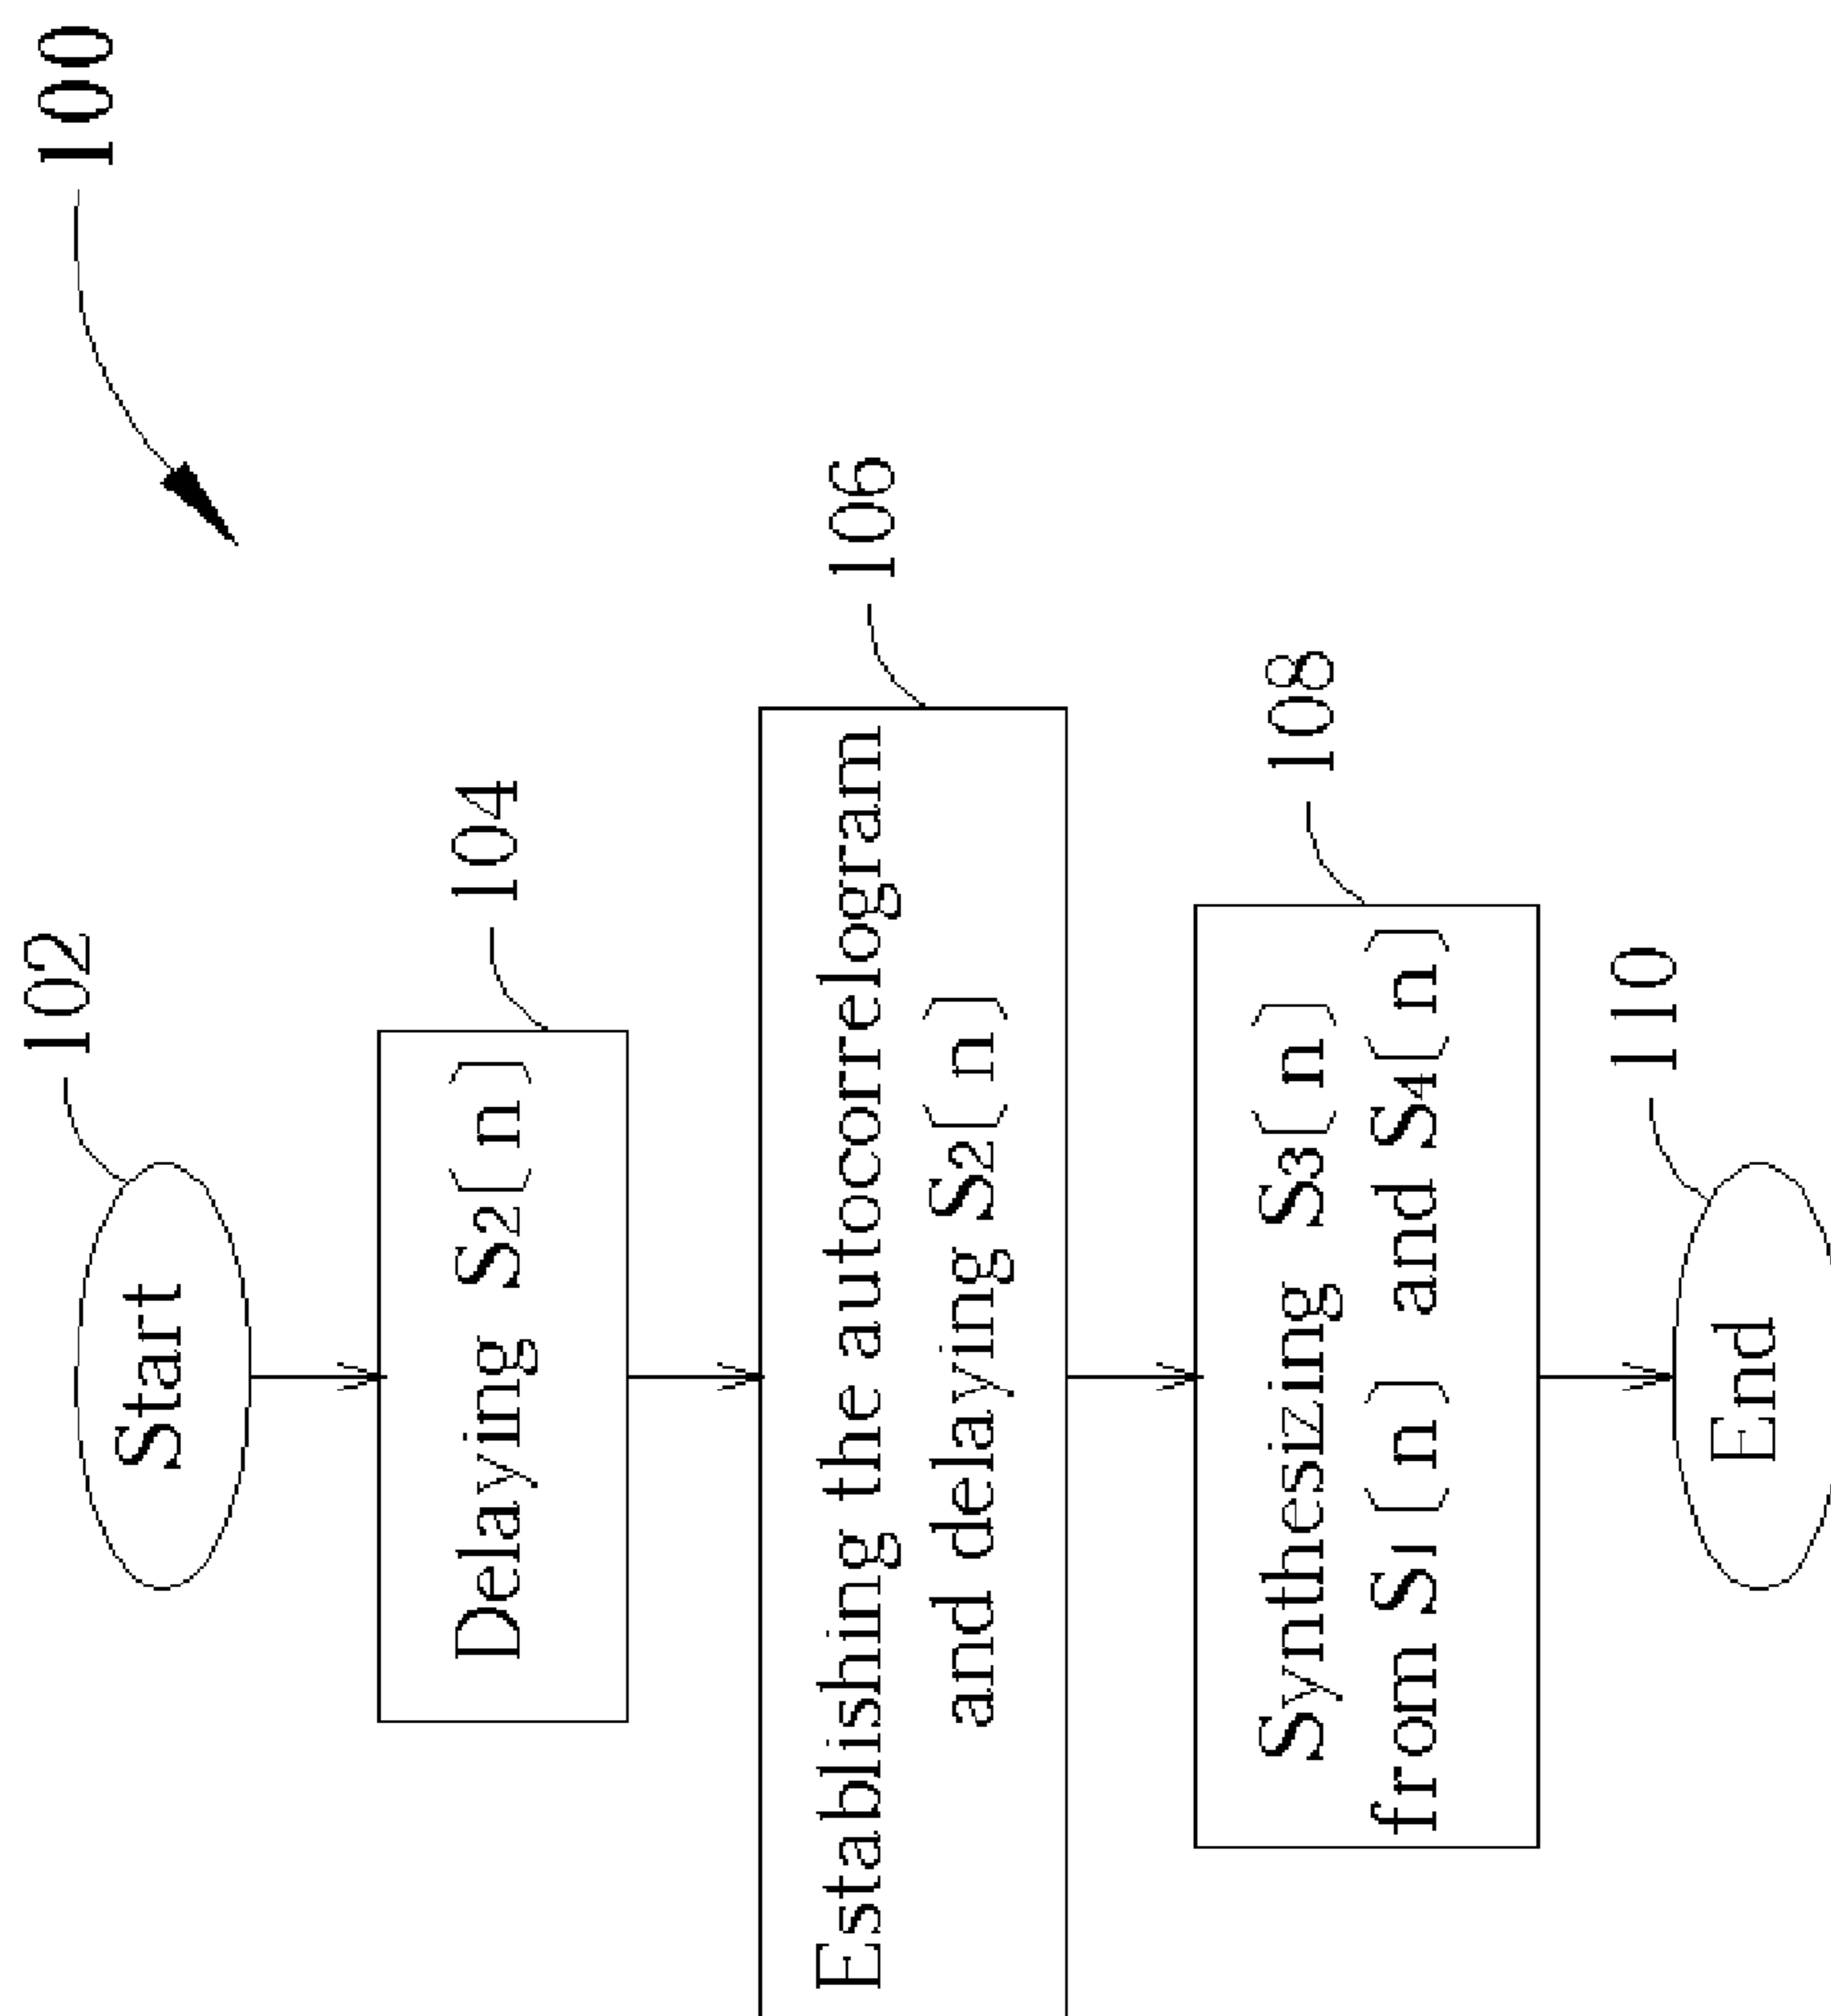 100
102
Start
104
Delaying S2(n)
106
Establishing the autocorrelogram
and delaying S2(n)
108
Synthesizing S3(n)
from S1(n) and S4(n)
110
End